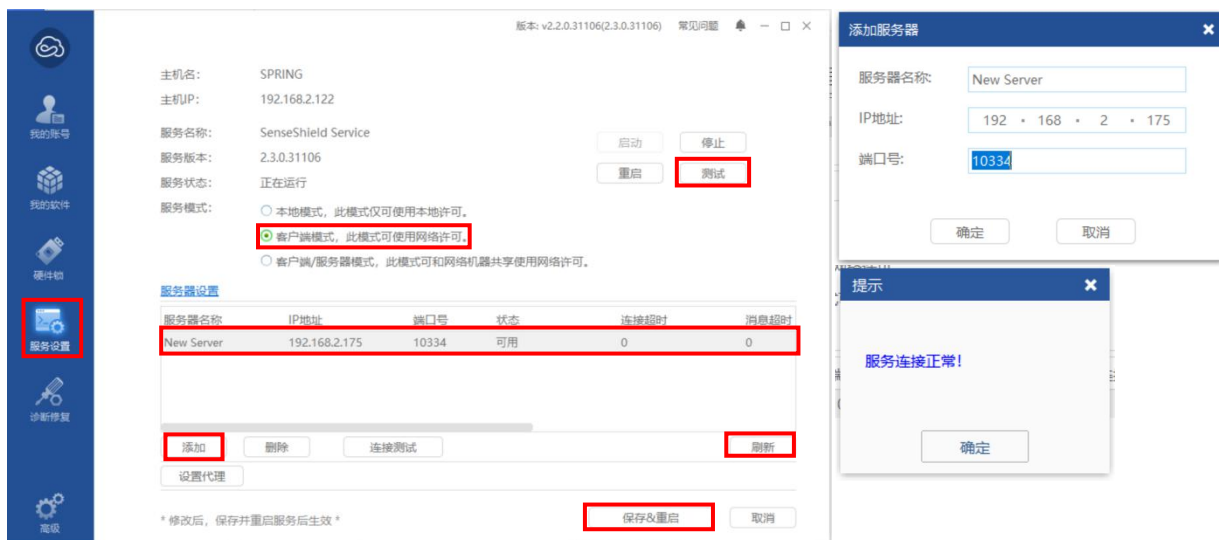 版本: v2.2.0.31106(2.3.0.31106) 常见问题
主机名: SPRING
主机IP: 192.168.2.122
服务名称: SenseShield Service
服务版本: 2.3.0.31106
服务状态: 正在运行
启动 停止
重启 测试
服务模式: 本地模式，此模式仅可使用本地许可。
客户端模式，此模式可使用网络许可。
客户端/服务器模式，此模式可和网络机器共享使用网络许可。
服务器设置
服务器名称 IP地址 端口号 状态 连接超时 消息超时
New Server 192.168.2.175 10334 可用 0 0
添加 删除 连接测试 刷新
设置代理
* 修改后，保存并重启服务后生效 *
保存&重启 取消
我的账号
我的软件
硬件锁
服务设置
诊断修复
高级
添加服务器
服务器名称: New Server
IP地址: 192 . 168 . 2 . 175
端口号: 10334
确定 取消
提示
服务连接正常!
确定